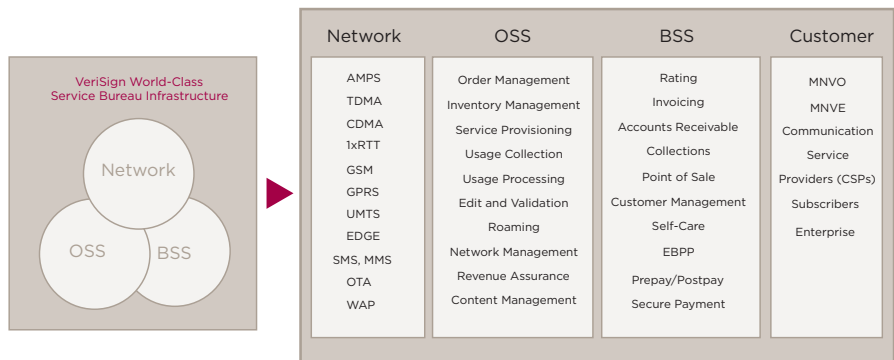 VeriSign World-Class
Service Bureau Infrastructure
Network
OSS
BSS
Network
AMPS
TDMA
CDMA
1xRTT
GSM
GPRS
UMTS
EDGE
SMS, MMS
OTA
WAP
OSS
Order Management
Inventory Management
Service Provisioning
Usage Collection
Usage Processing
Edit and Validation
Roaming
Network Management
Revenue Assurance
Content Management
BSS
Rating
Invoicing
Accounts Receivable
Collections
Point of Sale
Customer Management
Self-Care
EBPP
Prepay/Postpay
Secure Payment
Customer
MNVO
MNVE
Communication
Service
Providers (CSPs)
Subscribers
Enterprise